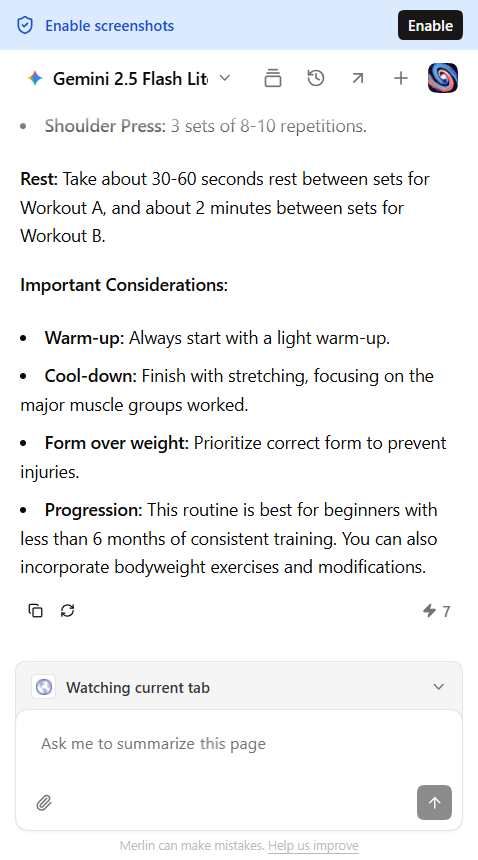 Enable screenshots
Enable
Gemini 2.5 Flash Lit
• Shoulder Press: 3 sets of 8-10 repetitions.
Rest: Take about 30-60 seconds rest between sets for
Workout A, and about 2 minutes between sets for
Workout B.
Important Considerations:
• Warm-up: Always start with a light warm-up.
• Cool-down: Finish with stretching, focusing on the
major muscle groups worked.
• Form over weight: Prioritize correct form to prevent
injuries.
• Progression: This routine is best for beginners with
less than 6 months of consistent training. You can also
incorporate bodyweight exercises and modifications.
7
Watching current tab
Ask me to summarize this page
Merlin can make mistakes. Help us improve